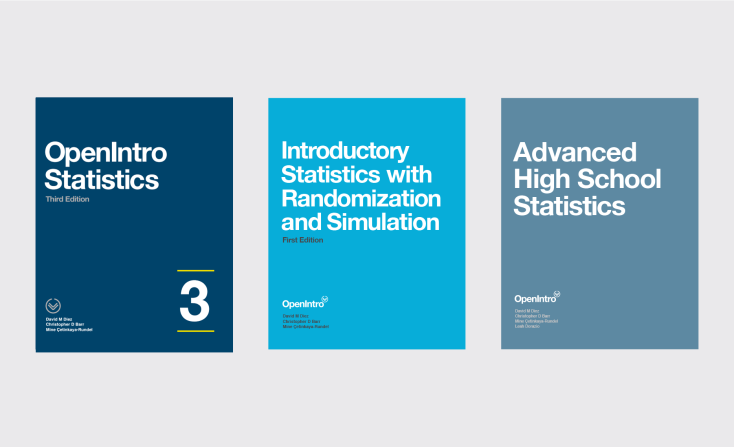 OpenIntro
Statistics
Third Edition
3
David M Diez
Christopher D Barr
Mine Çetinkaya-Rundel
Introductory
Statistics with
Randomization
and Simulation
First Edition
OpenIntro
David M Diez
Christopher D Barr
Mine Çetinkaya-Rundel
Advanced
High School
Statistics
OpenIntro
David M Diez
Christopher D Barr
Mine Çetinkaya-Rundel
Leah Dorazio